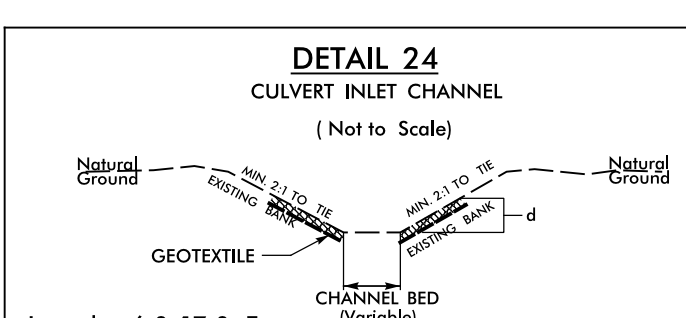 DETAIL 24
CULVERT INLET CHANNEL
( Not to Scale)
Natural
Ground
MIN. 2:1 TO TIE
EXISTING BANK
MIN. 2:1 TO TIE
EXISTING BANK
Natural
Ground
d
GEOTEXTILE
CHANNEL BED
(Variable)